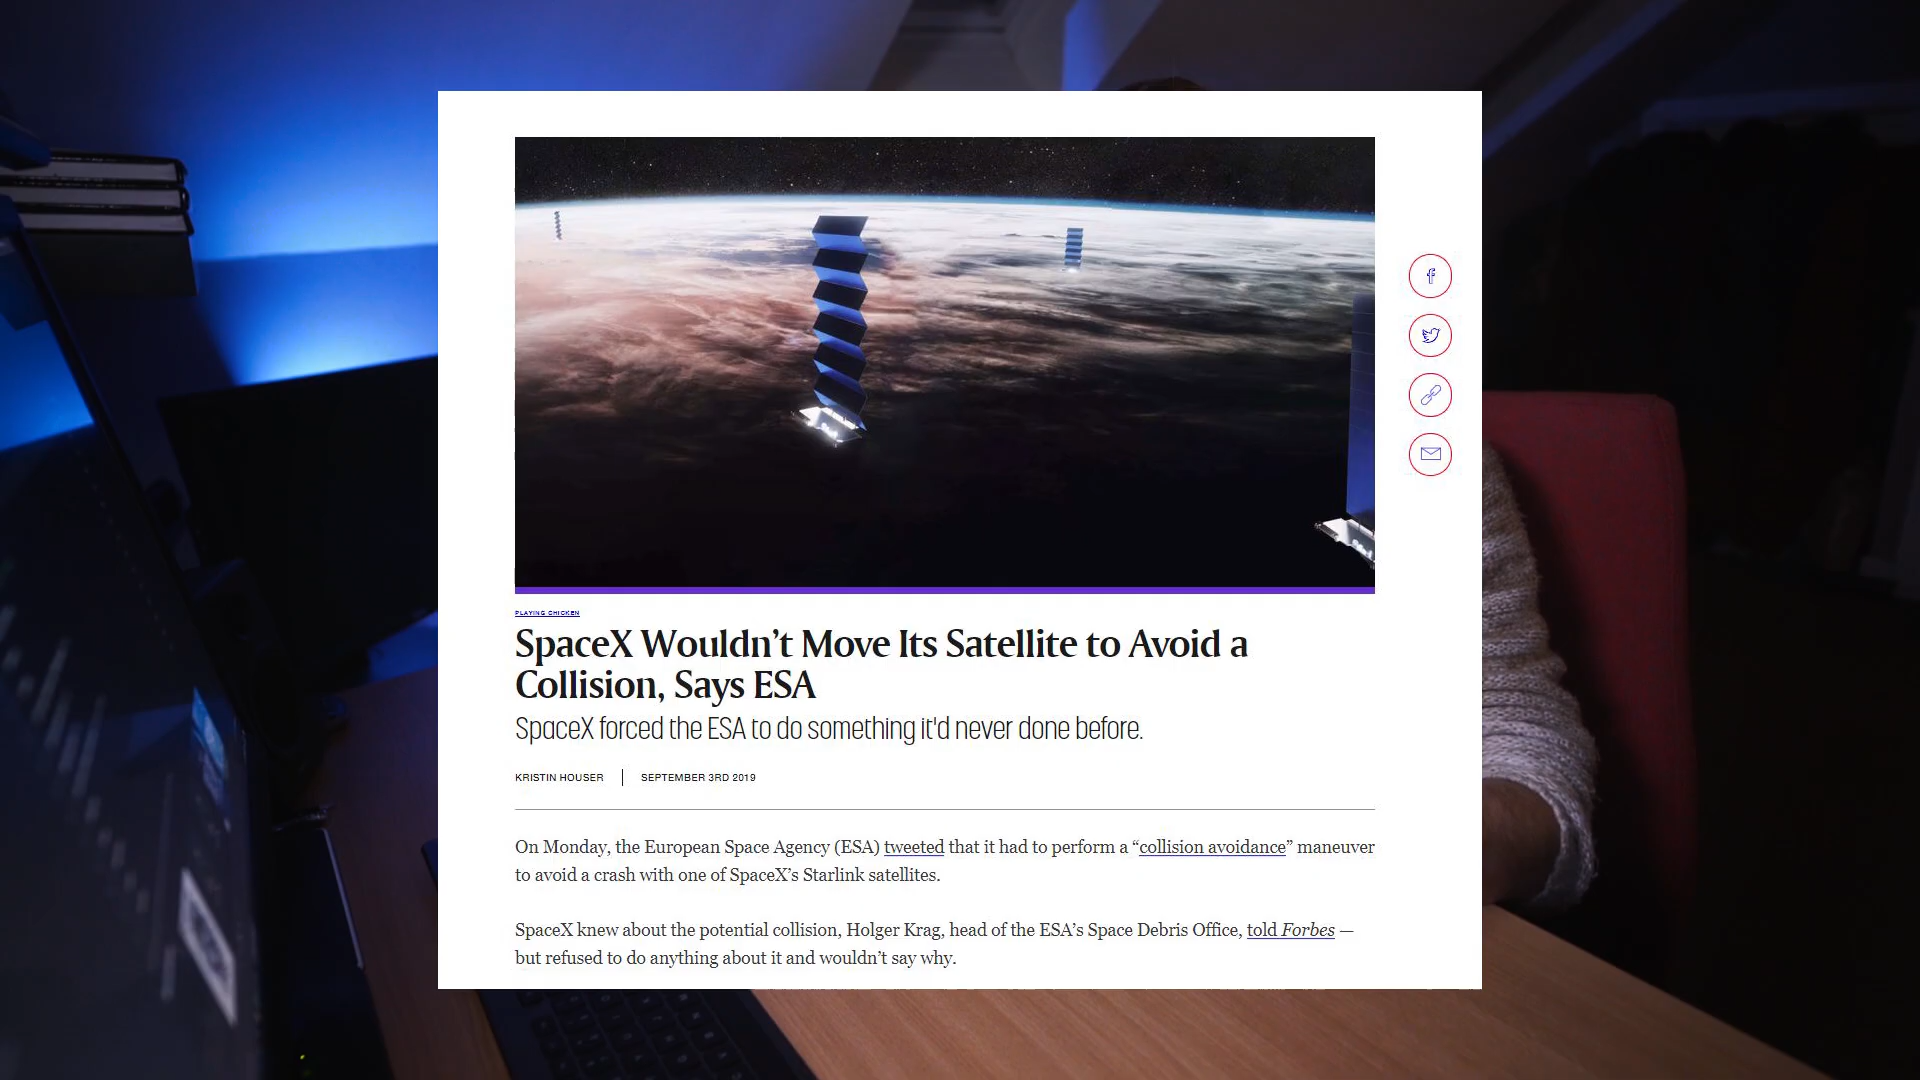 PLAYING CHICKEN
SpaceX Wouldn’t Move Its Satellite to Avoid a
Collision, Says ESA
SpaceX forced the ESA to do something it'd never done before.
KRISTIN HOUSER | SEPTEMBER 3RD 2019
On Monday, the European Space Agency (ESA) tweeted that it had to perform a “collision avoidance” maneuver
to avoid a crash with one of SpaceX’s Starlink satellites.
SpaceX knew about the potential collision, Holger Krag, head of the ESA’s Space Debris Office, told Forbes —
but refused to do anything about it and wouldn’t say why.